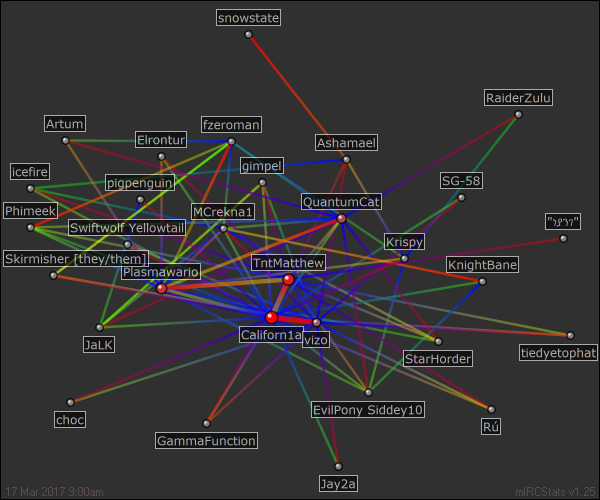 snowstate
RaiderZulu
Artum
Elrontur
fzeroman
Ashamael
icefire
gimpel
SG-58
pigpenguin
QuantumCat
Phimeek
MCrekna1
Swiftwolf Yellowtail
Krispy
Skirmisher [they/them]
Plasmawario
TntMatthew
KnightBane
JaLK
Californ1a
vizo
StarHorder
tiedyetophat
choc
EvilPony Siddey10
GammaFunction
Rú
Jay2a
17 Mar 2017 9:00am
mIRCStats v1.25